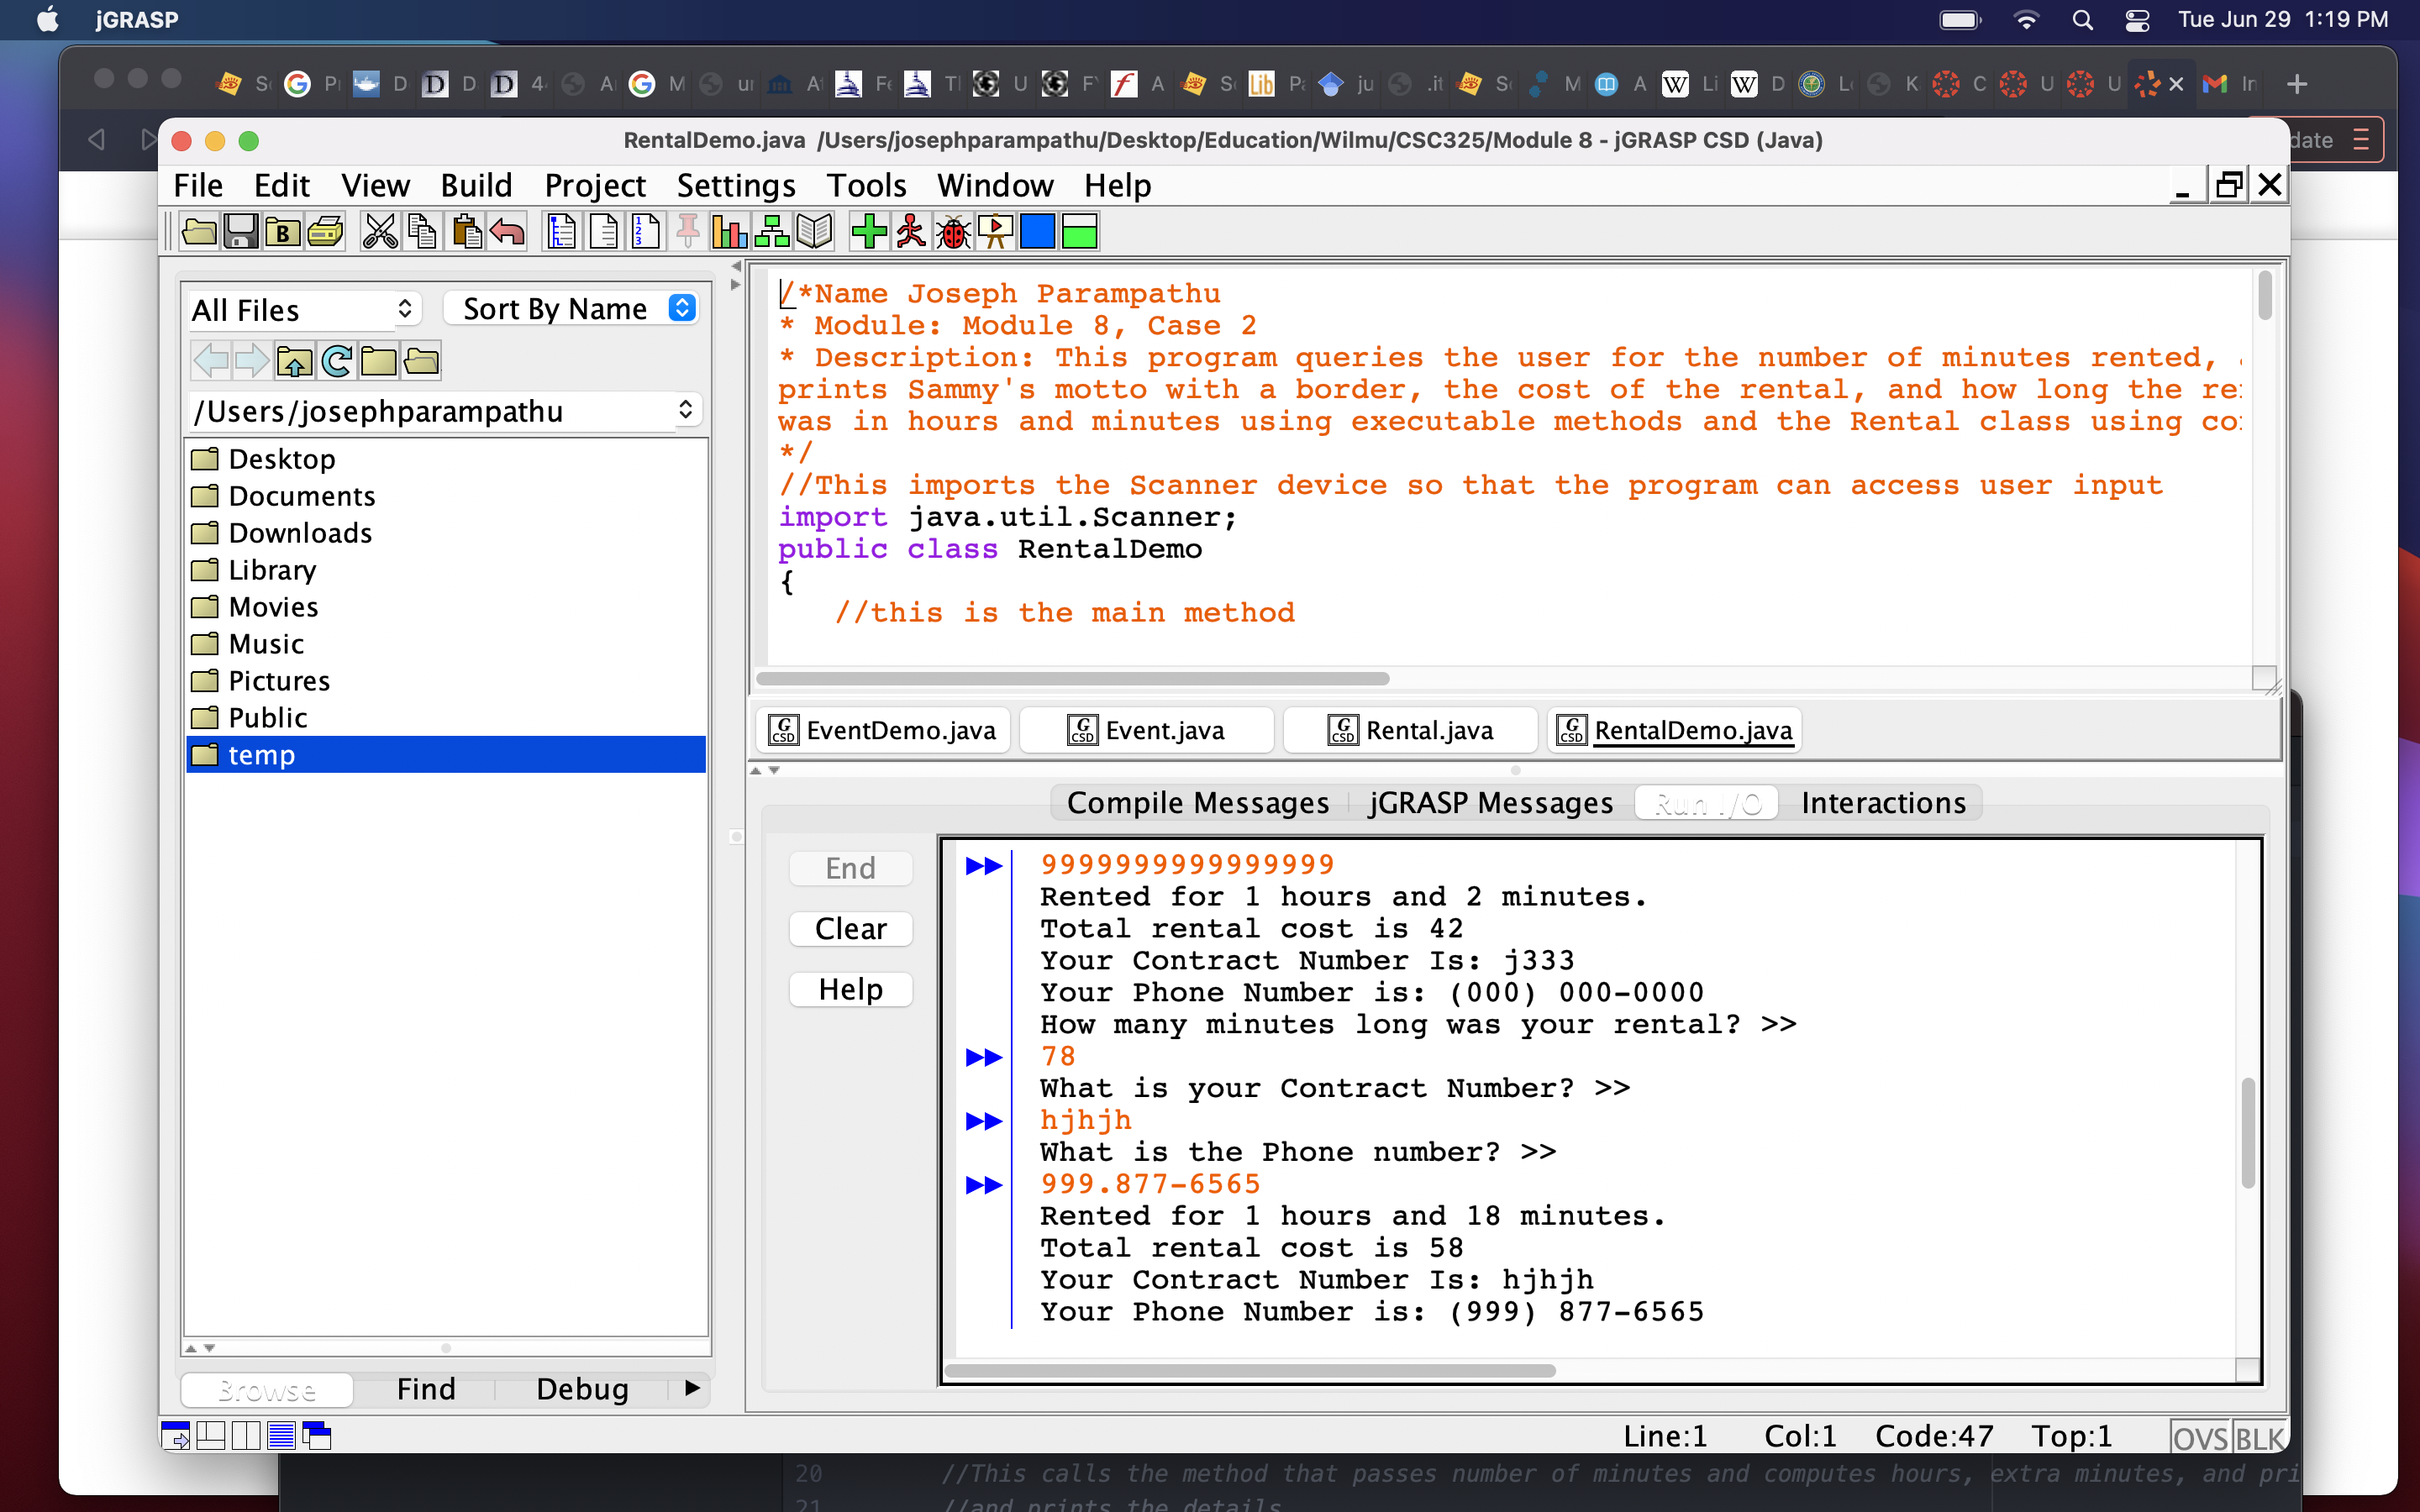 jGRASP
Tue Jun 29 1:19 PM
RentalDemo.java /Users/josephparampathu/Desktop/Education/Wilmu/CSC325/Module 8 - jGRASP CSD (Java)
date
File Edit View Build Project Settings Tools Window Help
All Files
Sort By Name
/Users/josephparampathu
Desktop
Documents
Downloads
Library
Movies
Music
Pictures
Public
temp
Browse Find Debug
/*Name Joseph Parampathu
* Module: Module 8, Case 2
* Description: This program queries the user for the number of minutes rented,
prints Sammy's motto with a border, the cost of the rental, and how long the
was in hours and minutes using executable methods and the Rental class using
*/
//This imports the Scanner device so that the program can access user input
import java.util.Scanner;
public class RentalDemo
{
//this is the main method
EventDemo.java Event.java Rental.java RentalDemo.java
Compile Messages jGRASP Messages Run I/O Interactions
End
Clear
Help
9999999999999999
Rented for 1 hours and 2 minutes.
Total rental cost is 42
Your Contract Number Is: j333
Your Phone Number is: (000) 000-0000
How many minutes long was your rental? >>
78
What is your Contract Number? >>
hjhjh
What is the Phone number? >>
999.877-6565
Rented for 1 hours and 18 minutes.
Total rental cost is 58
Your Contract Number Is: hjhjh
Your Phone Number is: (999) 877-6565
Line:1 Col:1 Code:47 Top:1 OVS BLK
20 //This calls the method that passes number of minutes and computes hours, extra minutes, and pri
21 //and prints the details